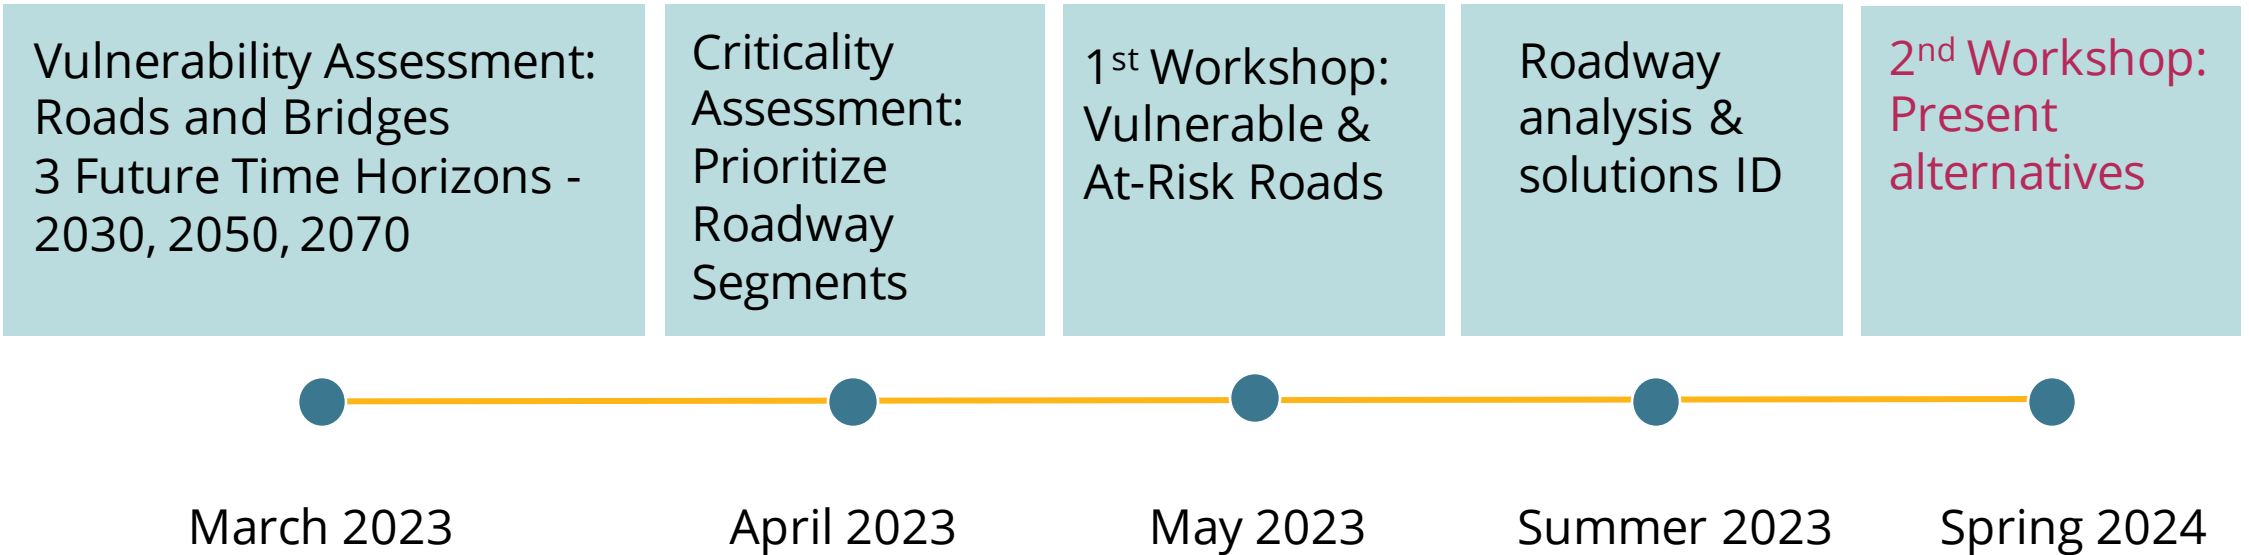 Vulnerability Assessment:
Roads and Bridges
3 Future Time Horizons -
2030, 2050, 2070
Criticality
Assessment:
Prioritize
Roadway
Segments
1st Workshop:
Vulnerable &
At-Risk Roads
Roadway
analysis &
solutions ID
2nd Workshop:
Present
alternatives
March 2023
April 2023
May 2023
Summer 2023
Spring 2024